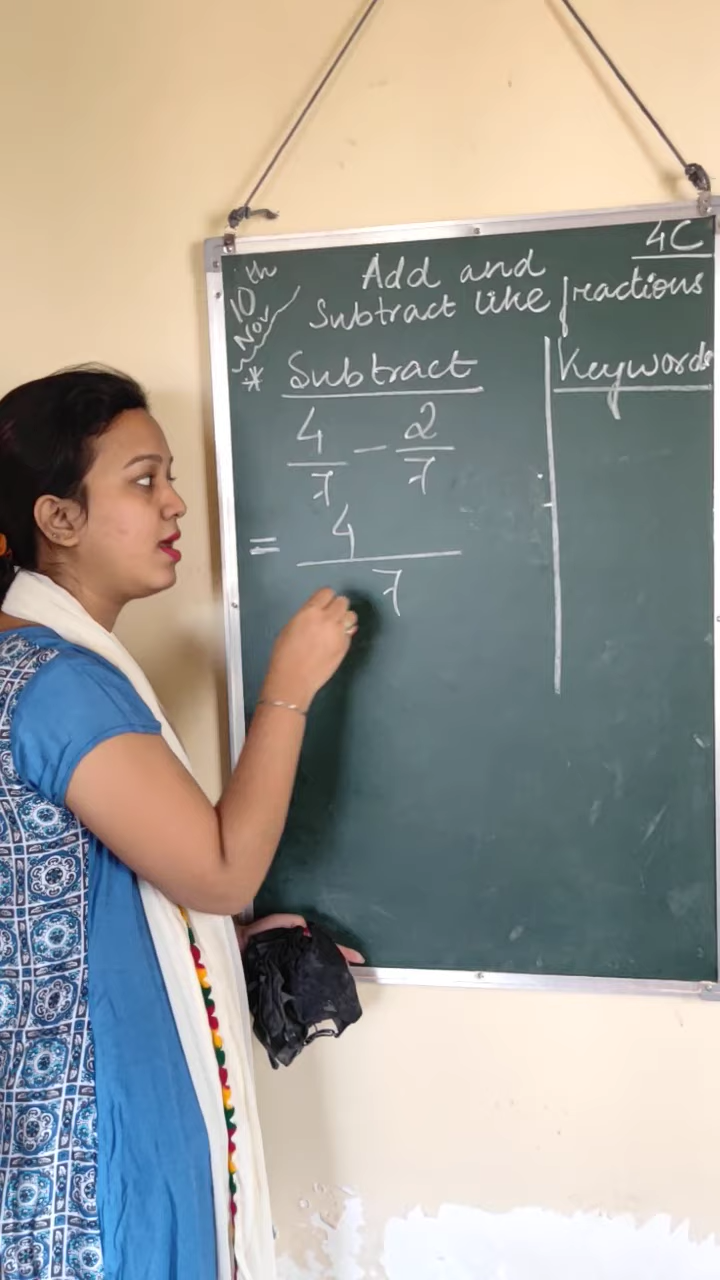 4C
10th
Nov
Add and
Subtract like fractions
* Subtract
Keywords
4/7 - 2/7
= 4 /7